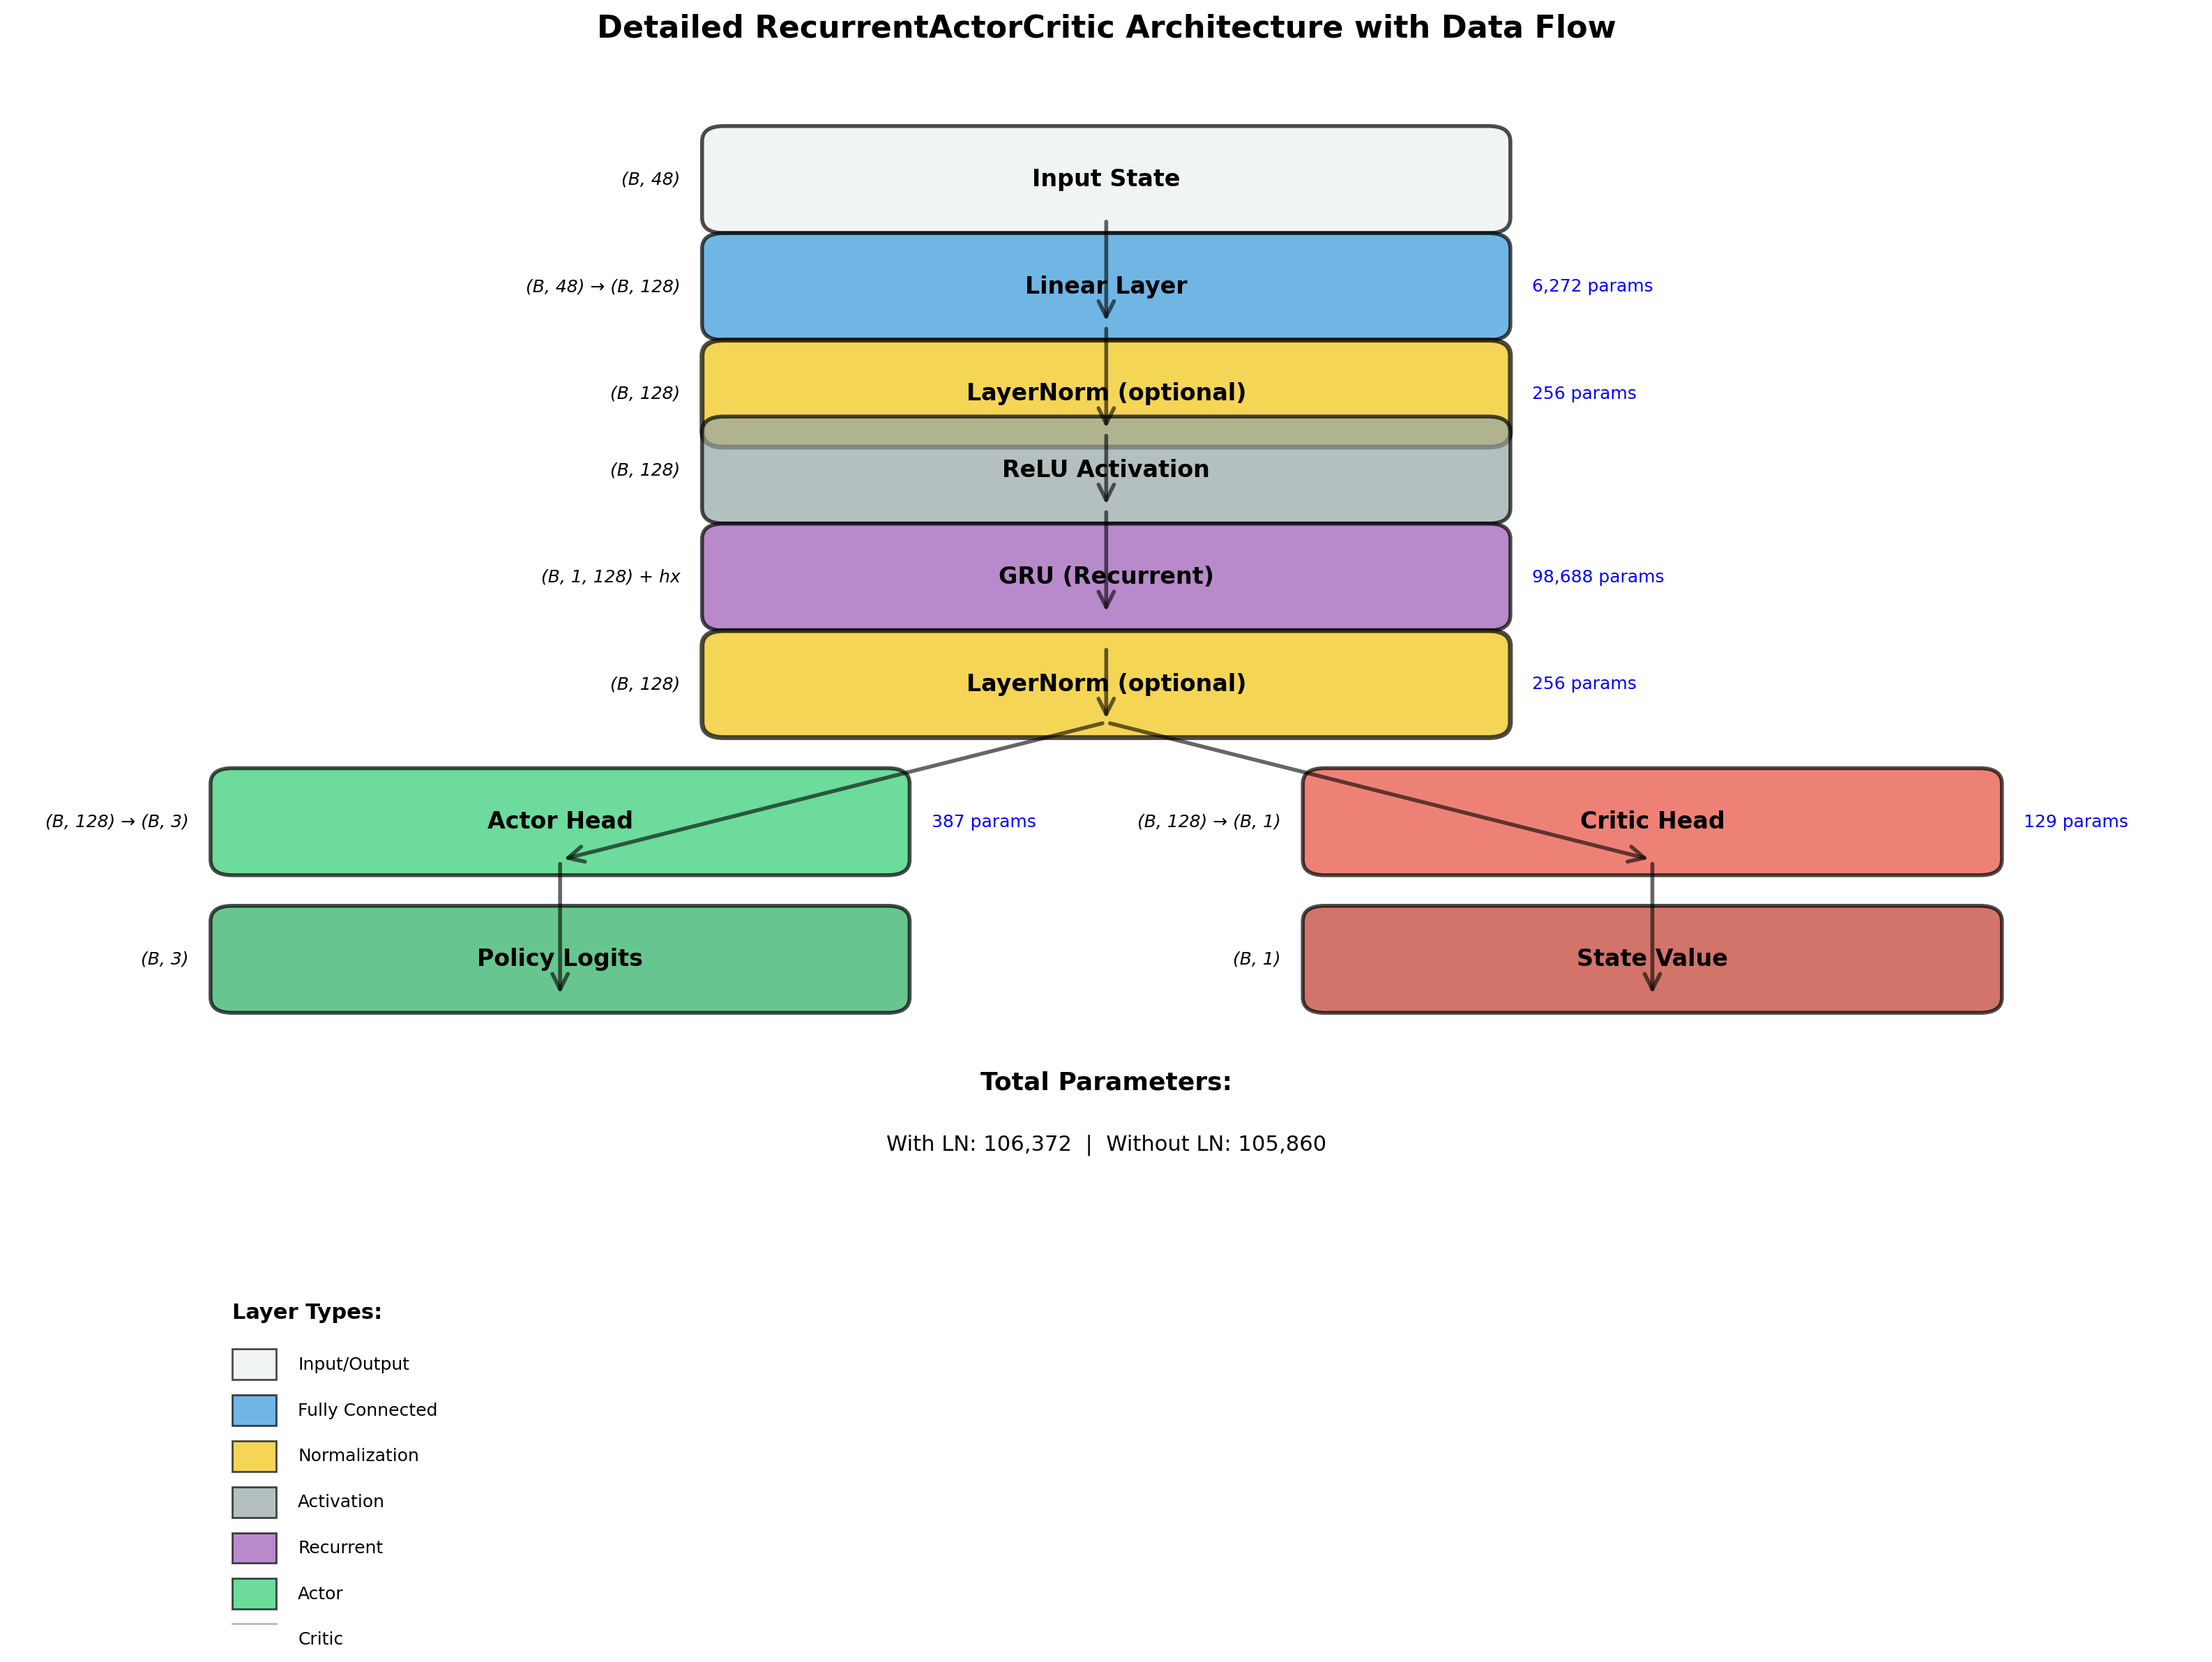 Detailed RecurrentActorCritic Architecture with Data Flow
(B, 48)
Input State
(B, 48) → (B, 128)
Linear Layer
6,272 params
(B, 128)
LayerNorm (optional)
256 params
(B, 128)
ReLU Activation
(B, 1, 128) + hx
GRU (Recurrent)
98,688 params
(B, 128)
LayerNorm (optional)
256 params
(B, 128) → (B, 3)
Actor Head
387 params
(B, 128) → (B, 1)
Critic Head
129 params
(B, 3)
Policy Logits
(B, 1)
State Value
Total Parameters:
With LN: 106,372 | Without LN: 105,860
Layer Types:
Input/Output
Fully Connected
Normalization
Activation
Recurrent
Actor
Critic